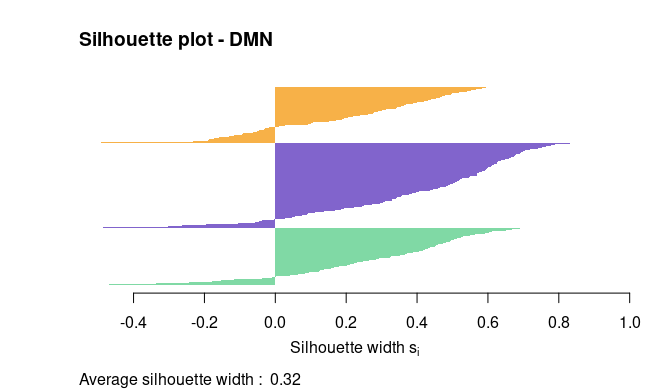 Silhouette plot - DMN
-0.4 -0.2 0.0 0.2 0.4 0.6 0.8 1.0
Silhouette width si
Average silhouette width : 0.32